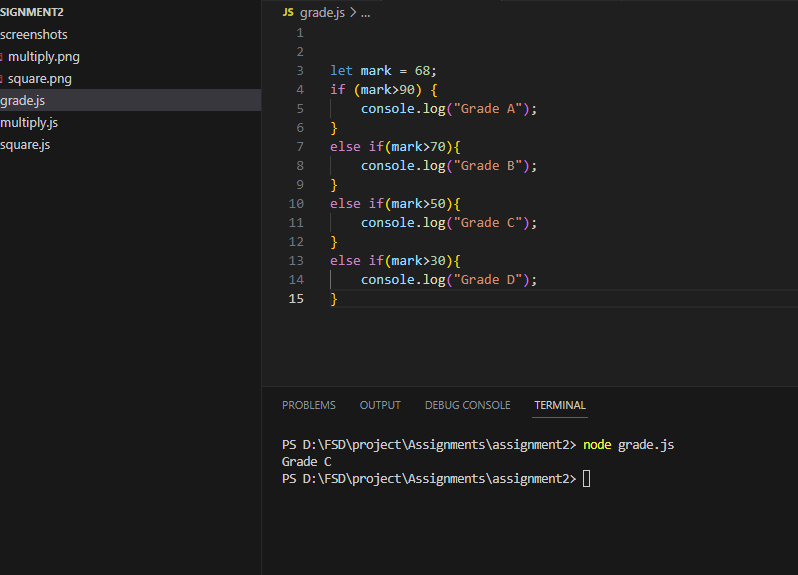 SIGNMENT2
screenshots
multiply.png
square.png
grade.js
multiply.js
square.js
JS grade.js > ...
1
2
3 let mark = 68;
4 if (mark>90) {
5 console.log("Grade A");
6 }
7 else if(mark>70){
8 console.log("Grade B");
9 }
10 else if(mark>50){
11 console.log("Grade C");
12 }
13 else if(mark>30){
14 console.log("Grade D");
15 }
PROBLEMS OUTPUT DEBUG CONSOLE TERMINAL
PS D:\FSD\project\Assignments\assignment2> node grade.js
Grade C
PS D:\FSD\project\Assignments\assignment2>